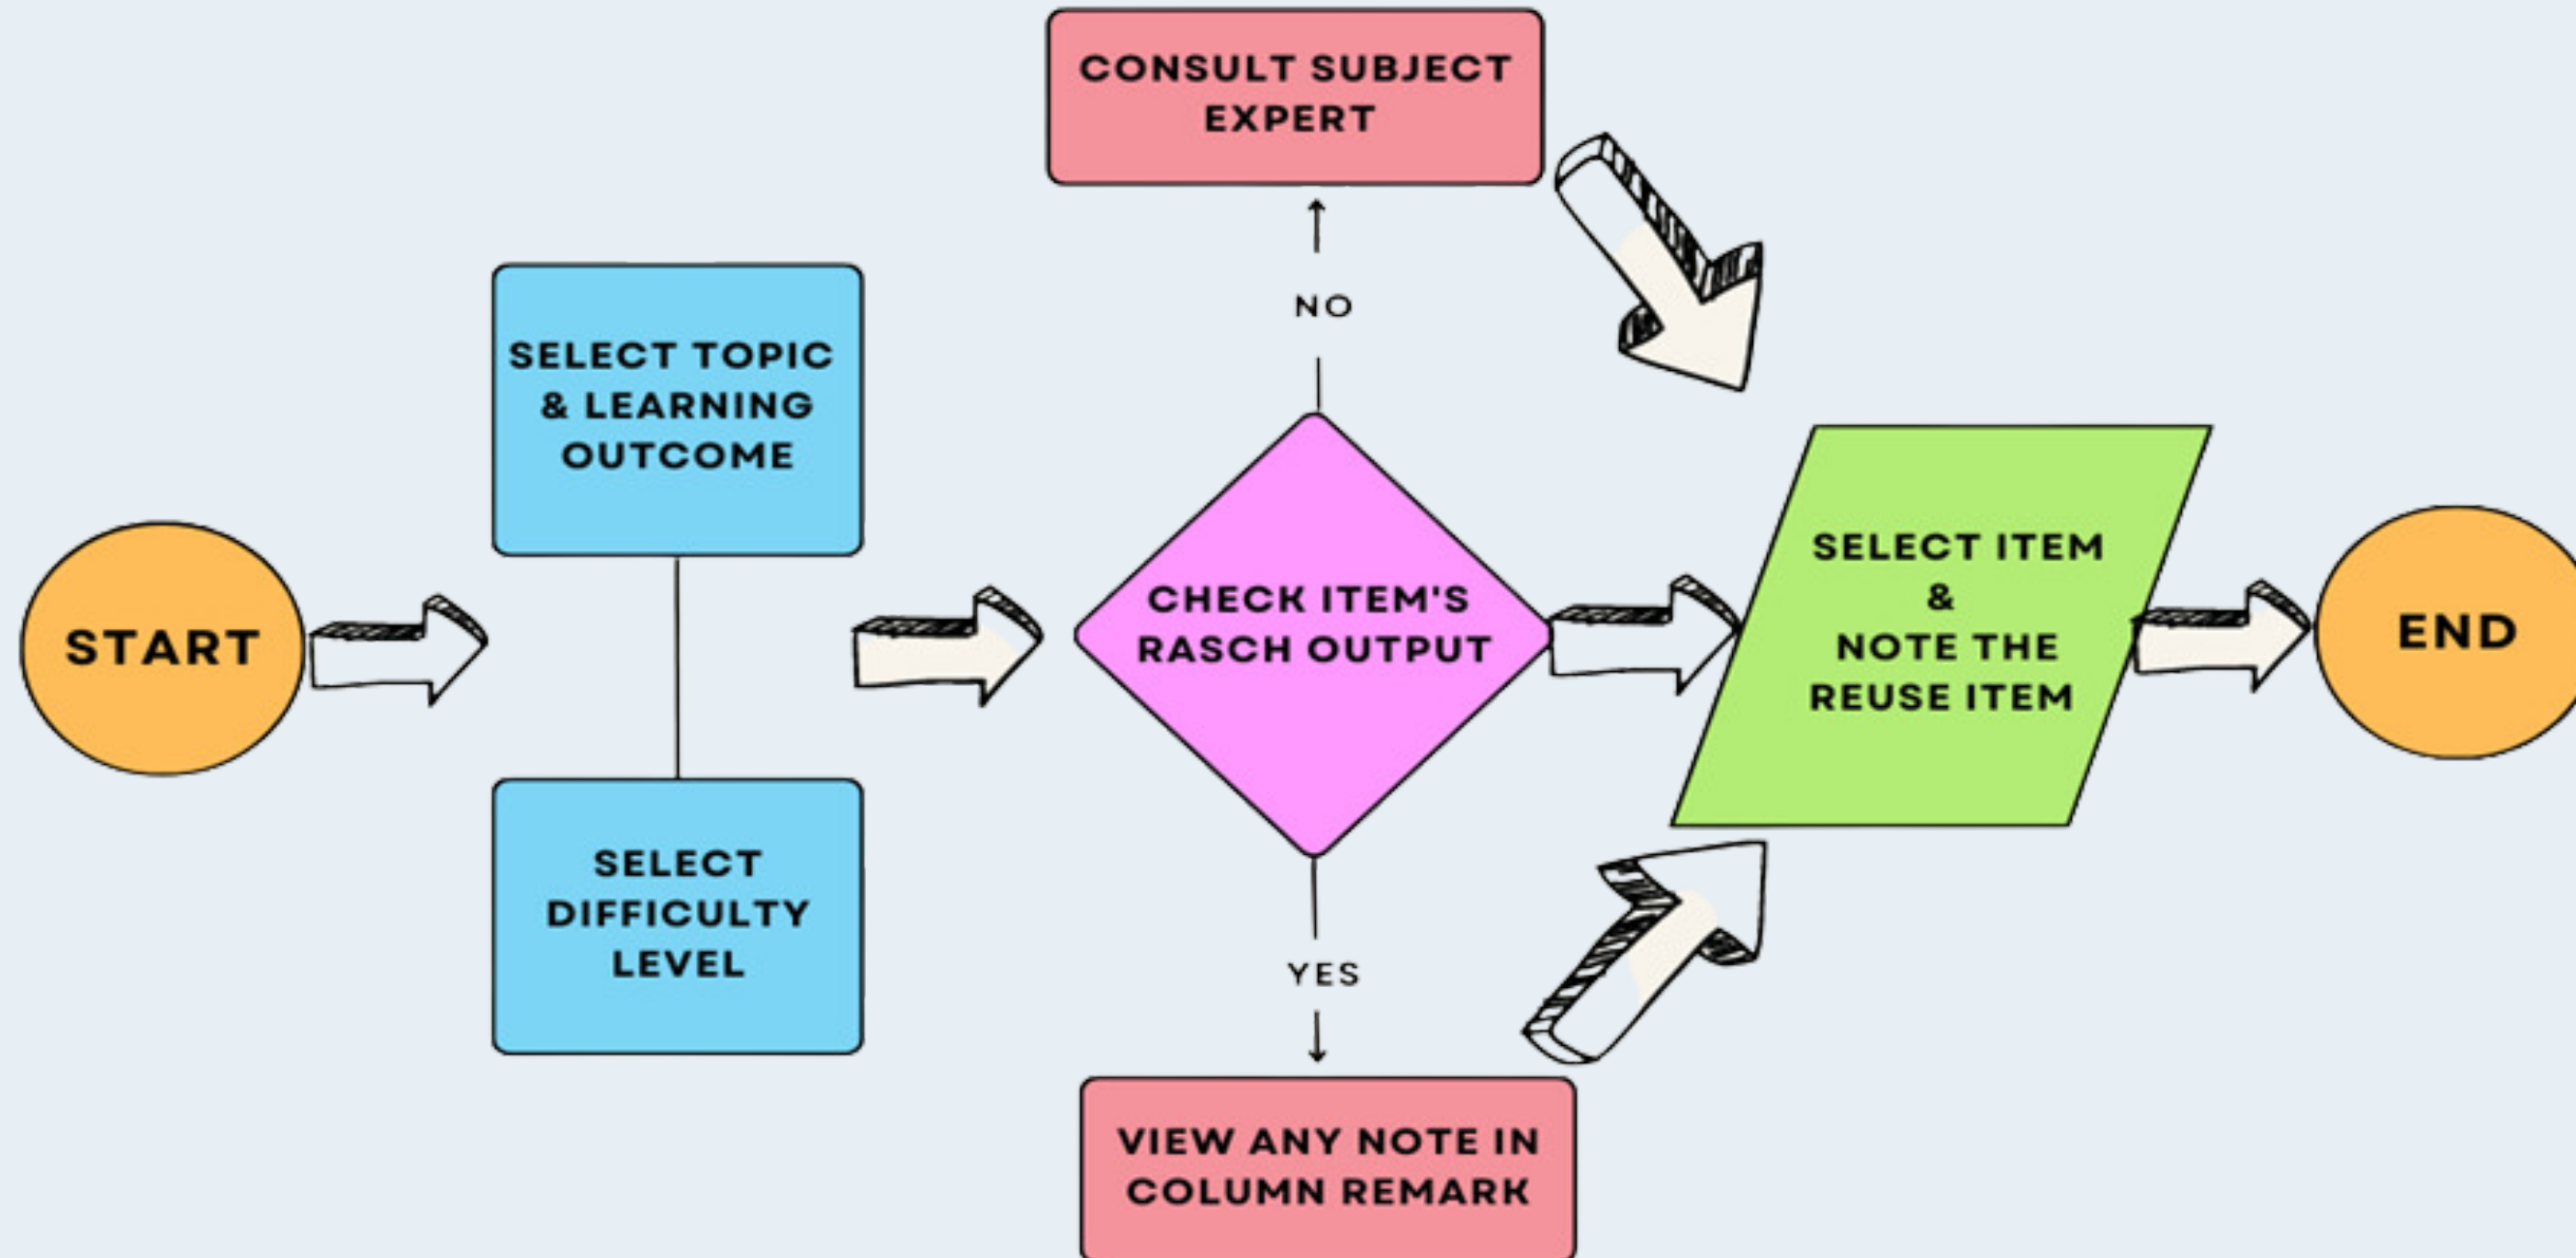 START
SELECT TOPIC
& LEARNING
OUTCOME
SELECT
DIFFICULTY
LEVEL
CONSULT SUBJECT
EXPERT
NO
CHECK ITEM'S
RASCH OUTPUT
YES
VIEW ANY NOTE IN
COLUMN REMARK
SELECT ITEM
&
NOTE THE
REUSE ITEM
END